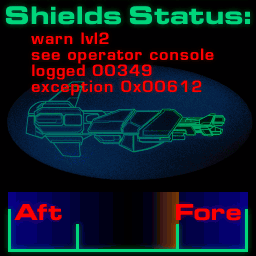 Shields Status:
warn lvl2
see operator console
logged 00349
exception 0x00612
Aft Fore